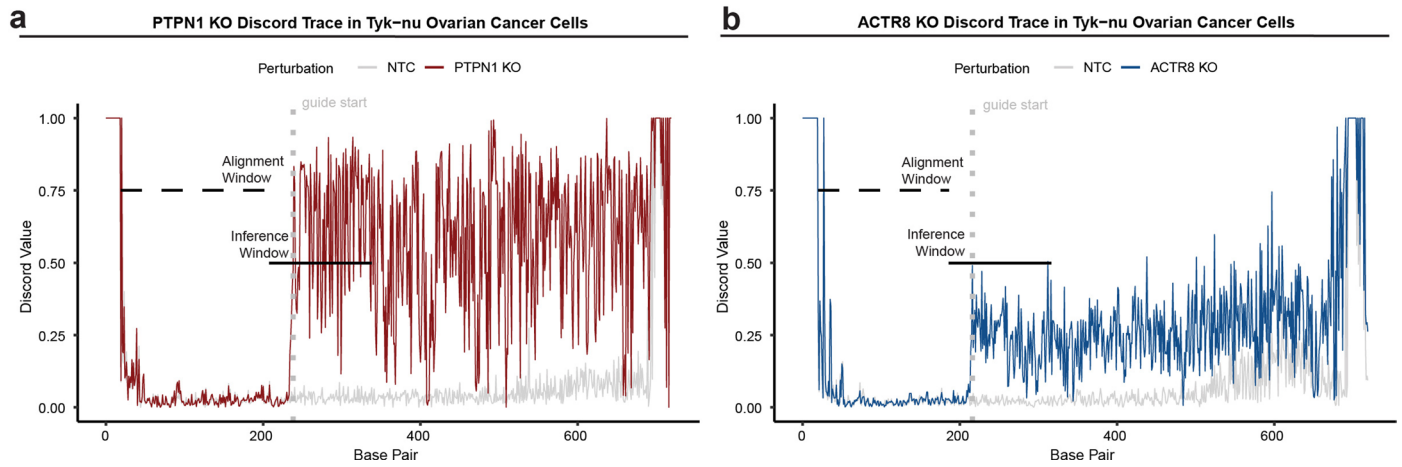 a
PTPN1 KO Discord Trace in Tyk−nu Ovarian Cancer Cells
Perturbation NTC PTPN1 KO
guide start
1.00
Alignment
Window
0.75
Inference
Window
0.50
0.25
0.00
Discord Value
0 200 400 600
Base Pair
b
ACTR8 KO Discord Trace in Tyk−nu Ovarian Cancer Cells
Perturbation NTC ACTR8 KO
guide start
1.00
Alignment
Window
0.75
Inference
Window
0.50
0.25
0.00
Discord Value
0 200 400 600
Base Pair